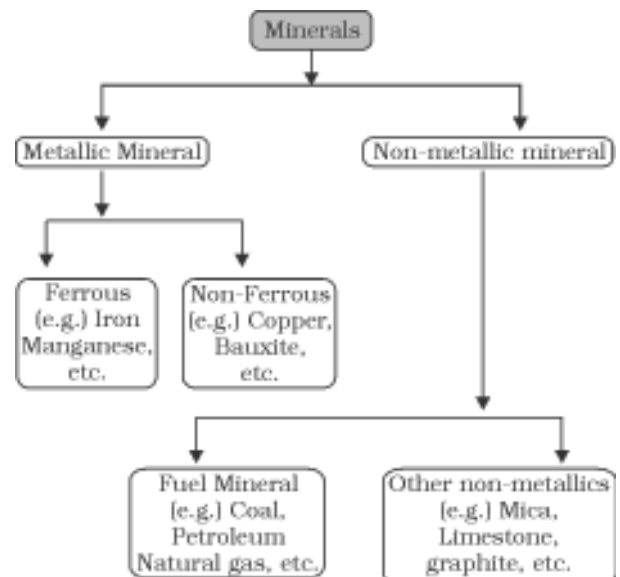 Minerals
Metallic Mineral
Non-metallic mineral
Ferrous
(e.g.) Iron
Manganese,
etc.
Non-Ferrous
(e.g.) Copper,
Bauxite,
etc.
Fuel Mineral
(e.g.) Coal,
Petroleum
Natural gas, etc.
Other non-metallics
(e.g.) Mica,
Limestone,
graphite, etc.